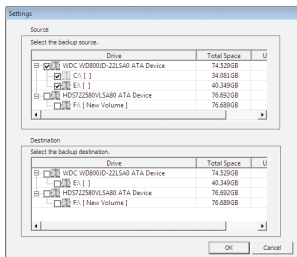 Settings
Source
Select the backup source.
Drive Total Space U
WDC WD800JD-22LSA0 ATA Device 74.529GB
C:\ [ ] 34.081GB
E:\ [ ] 40.349GB
HDS722580VLSA80 ATA Device 76.692GB
F:\ [ New Volume ] 76.689GB
Destination
Select the backup destination.
Drive Total Space U
WDC WD800JD-22LSA0 ATA Device 74.529GB
E:\ [ ] 40.349GB
HDS722580VLSA80 ATA Device 76.692GB
F:\ [ New Volume ] 76.689GB
OK Cancel